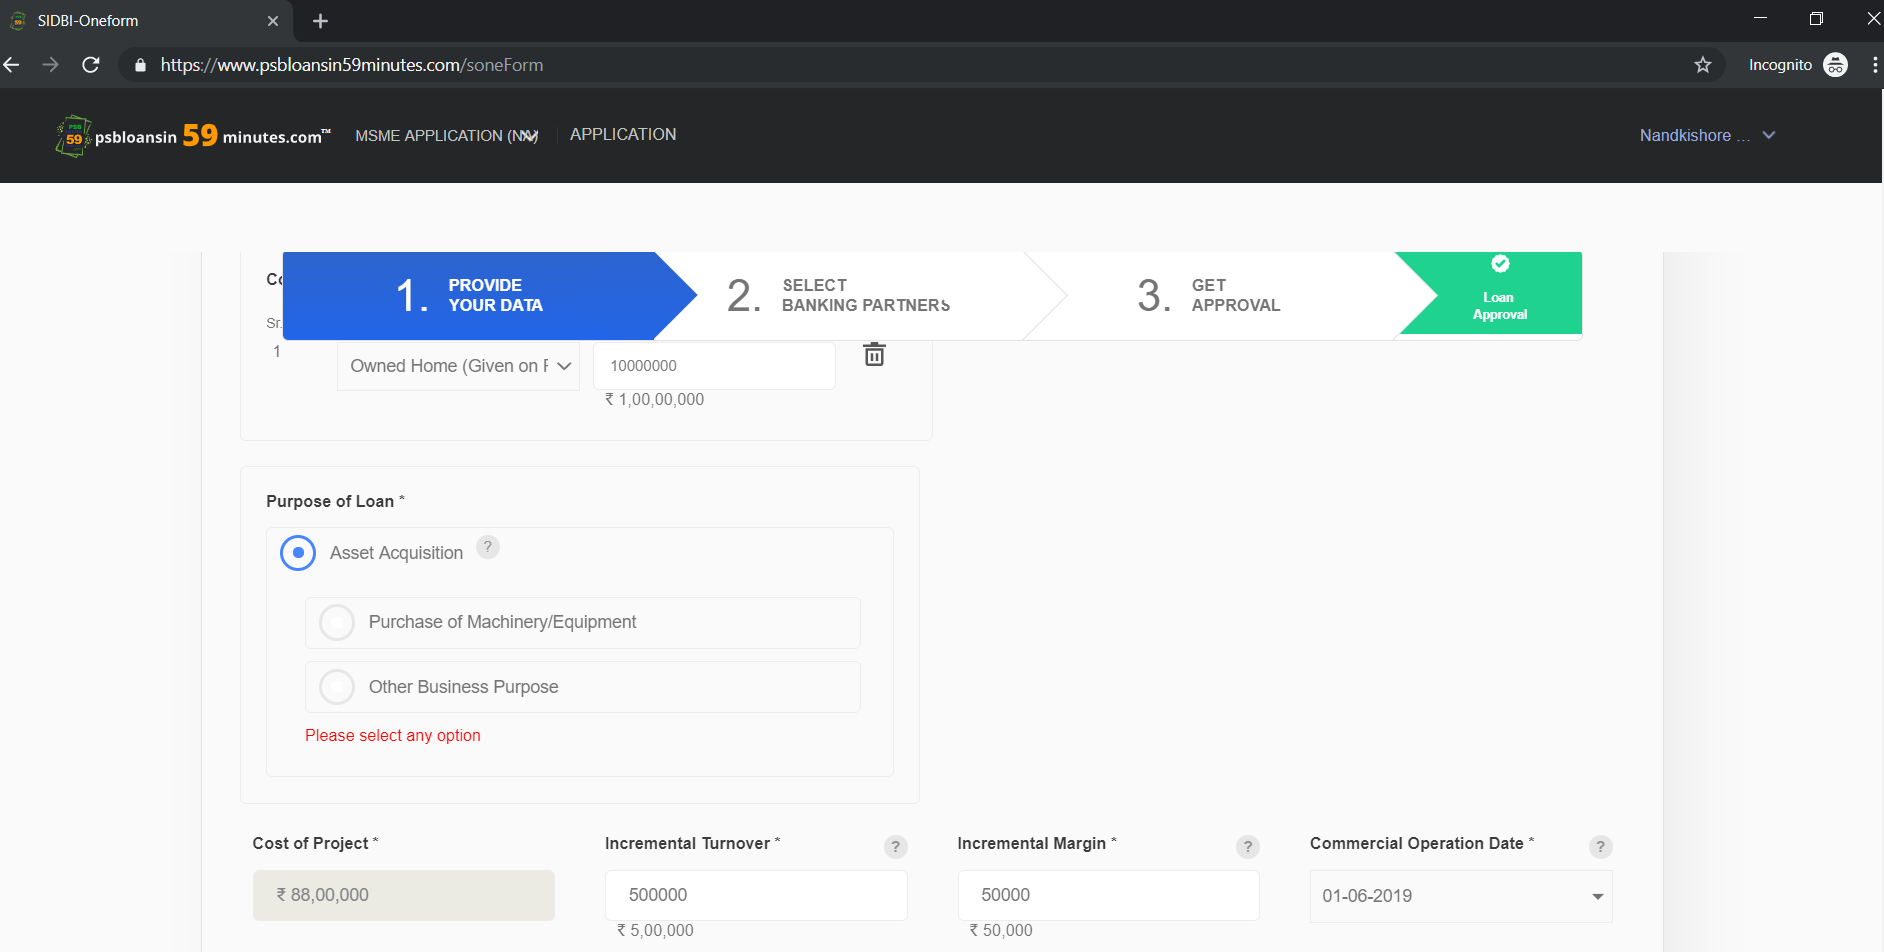 SIDBI-Oneform
https://www.psbloansin59minutes.com/soneForm
Incognito
PSB
59
psbloansin 59 minutes.com™
MSME APPLICATION
APPLICATION
Nandkishore ...
1. PROVIDE
YOUR DATA
2. SELECT
BANKING PARTNERS
3. GET
APPROVAL
Loan
Approval
Sr.
1
Owned Home (Given on
10000000
₹ 1,00,00,000
Purpose of Loan *
Asset Acquisition ?
Purchase of Machinery/Equipment
Other Business Purpose
Please select any option
Cost of Project *
₹ 88,00,000
Incremental Turnover * ?
500000
₹ 5,00,000
Incremental Margin * ?
50000
₹ 50,000
Commercial Operation Date * ?
01-06-2019